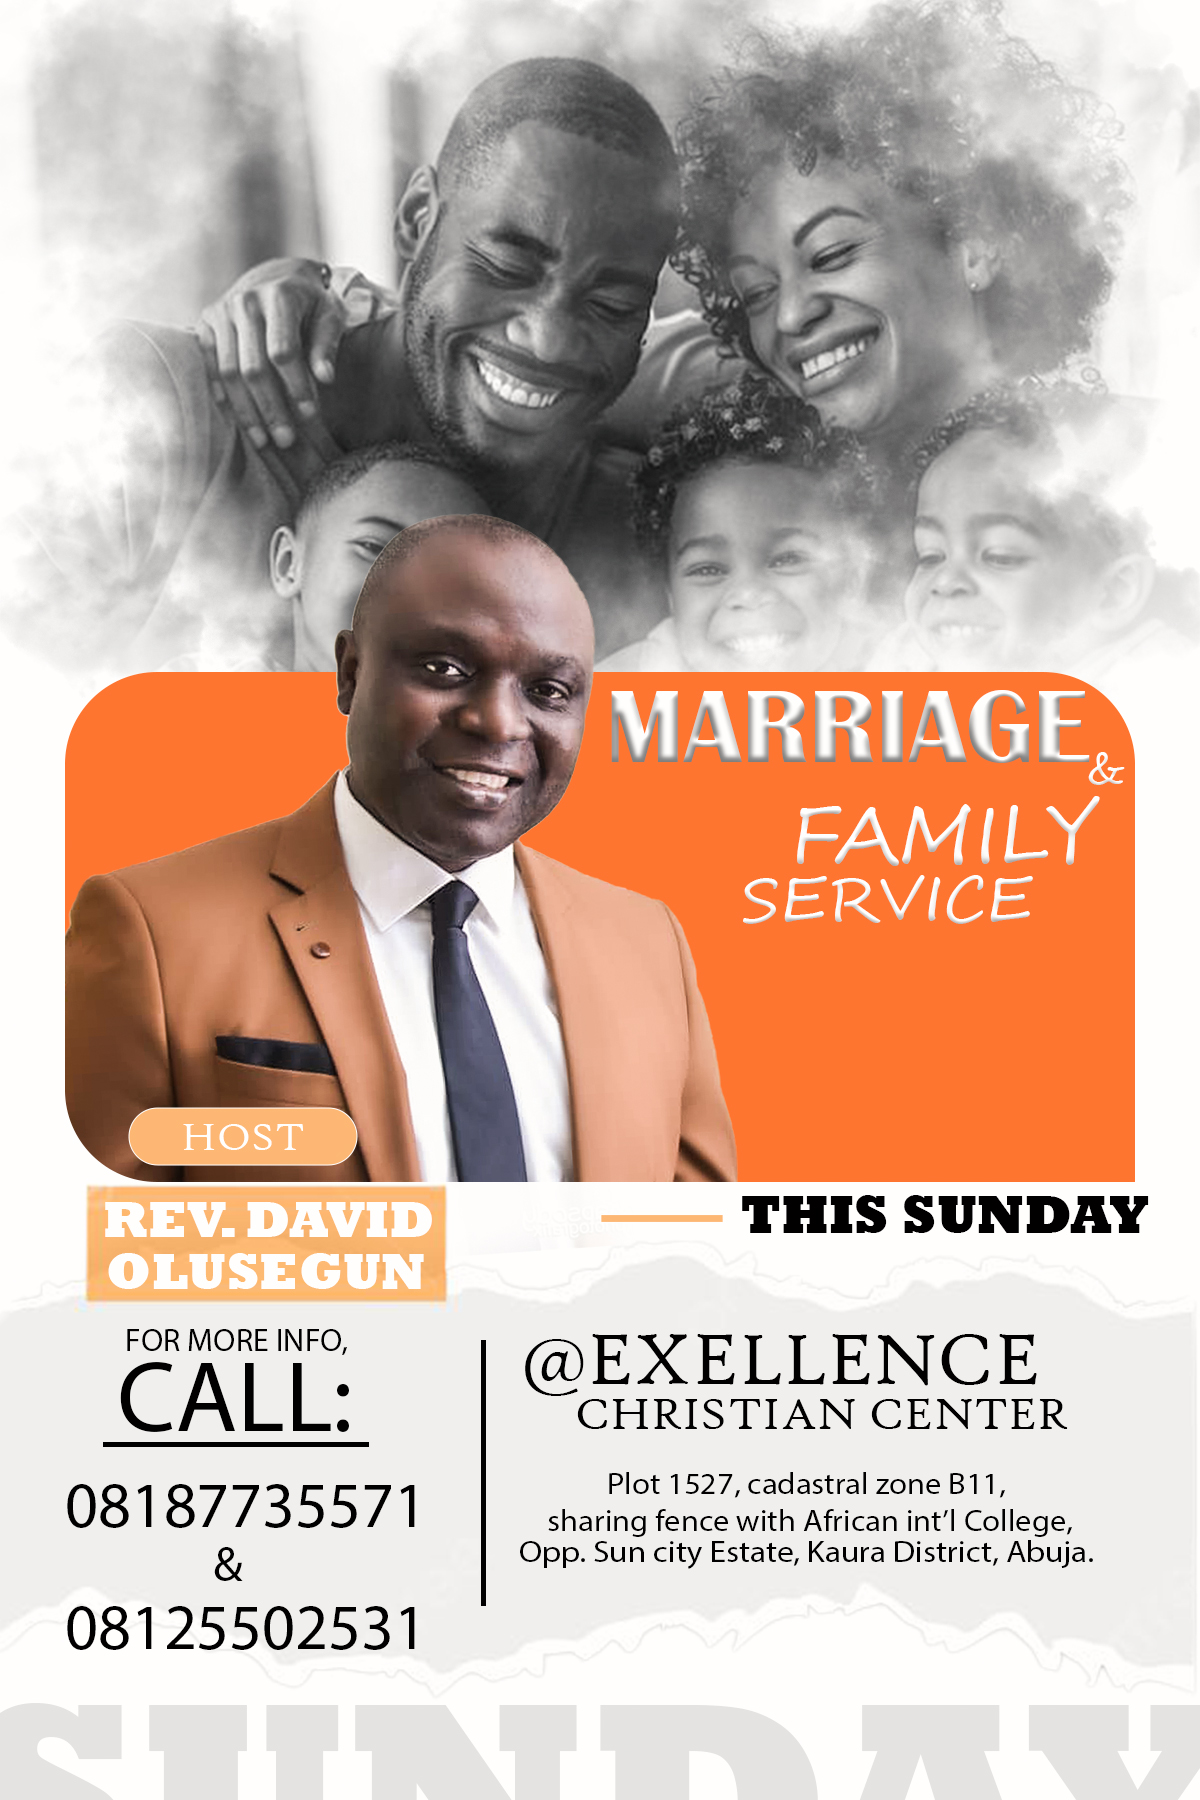 MARRIAGE
&
FAMILY
SERVICE
HOST
REV. DAVID
OLUSEGUN
THIS SUNDAY
FOR MORE INFO,
CALL:
08187735571
&
08125502531
@EXELLENCE
CHRISTIAN CENTER
Plot 1527, cadastral zone B11,
sharing fence with African int'l College,
Opp. Sun city Estate, Kaura District, Abuja.
SUNDAY